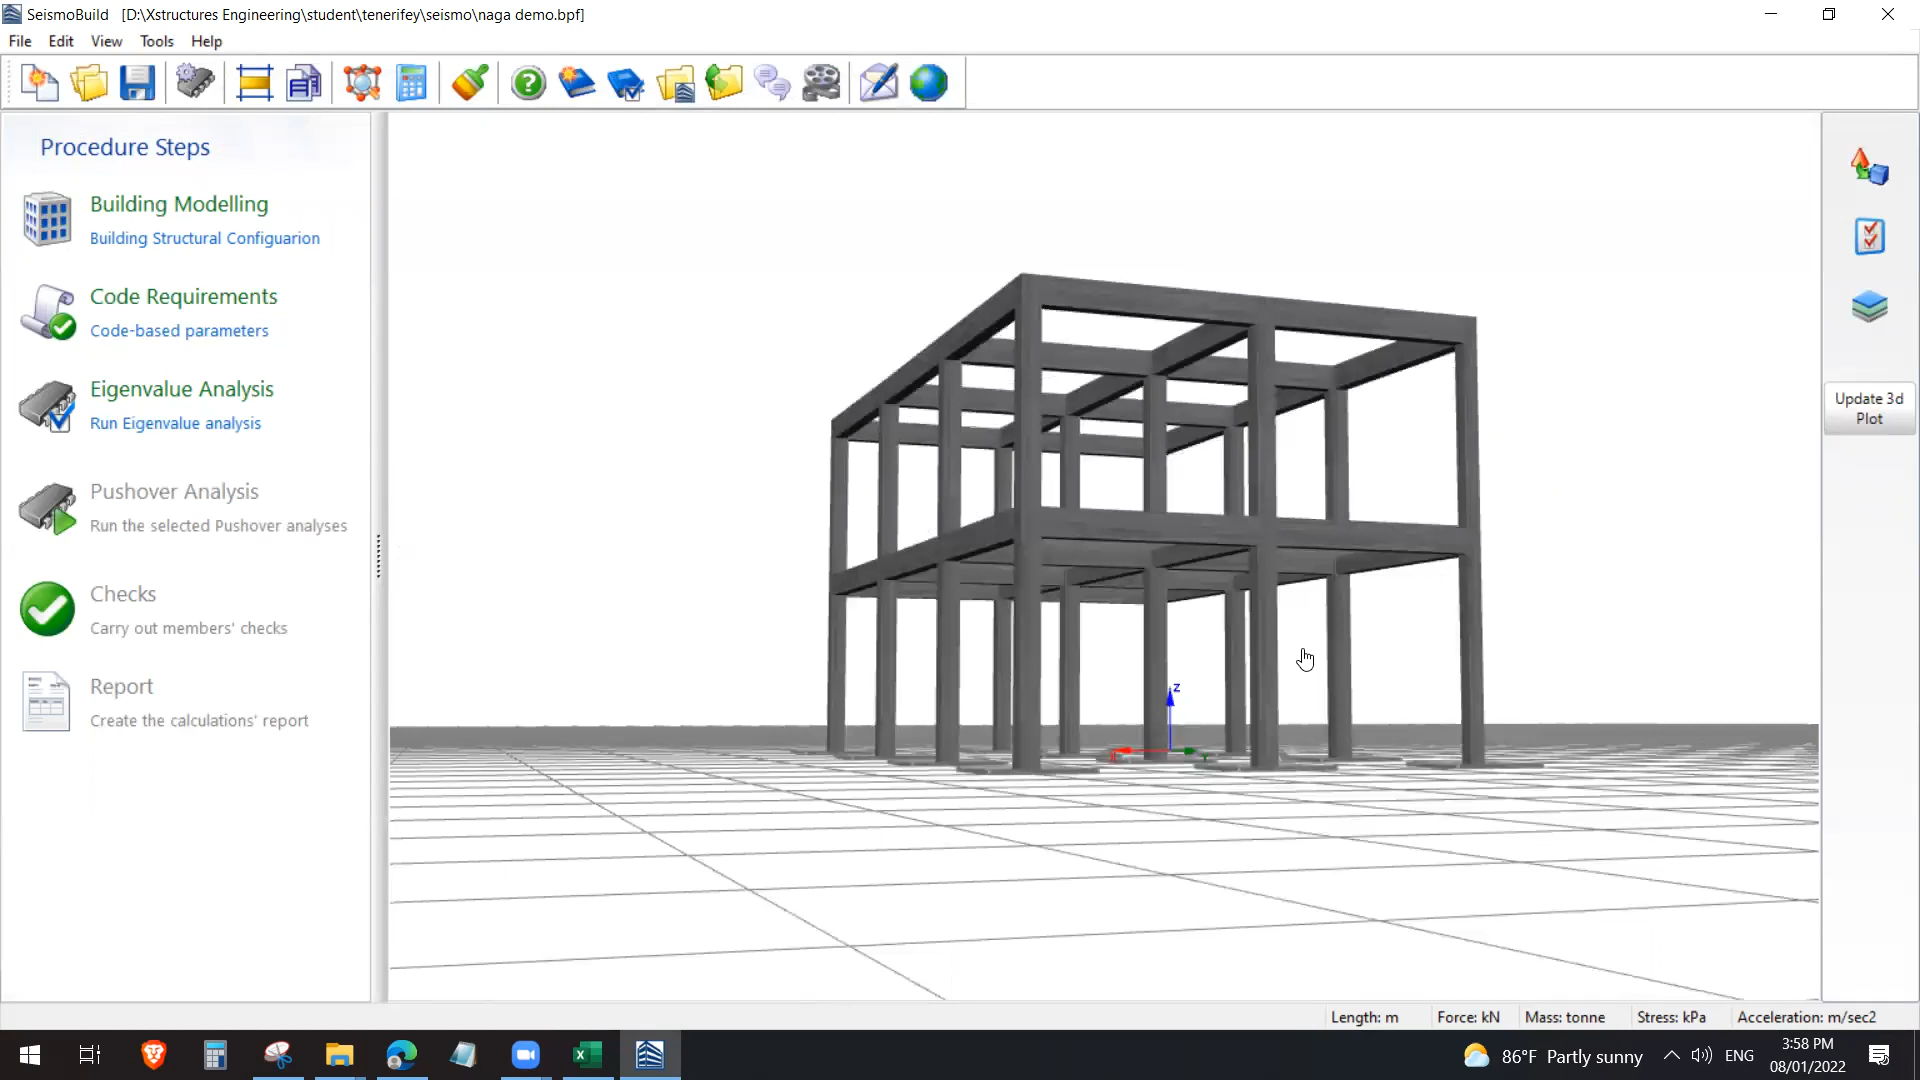 SeismoBuild [D:\Xstructures Engineering\student\tenerifey\seismo\naga demo.bpf]
File Edit View Tools Help
Procedure Steps
Building Modelling
Building Structural Configuarion
Code Requirements
Code-based parameters
Eigenvalue Analysis
Run Eigenvalue analysis
Pushover Analysis
Run the selected Pushover analyses
Checks
Carry out members' checks
Report
Create the calculations' report
Z
Update 3d
Plot
Length: m Force: kN Mass: tonne Stress: kPa Acceleration: m/sec2
86°F Partly sunny ENG
3:58 PM
08/01/2022